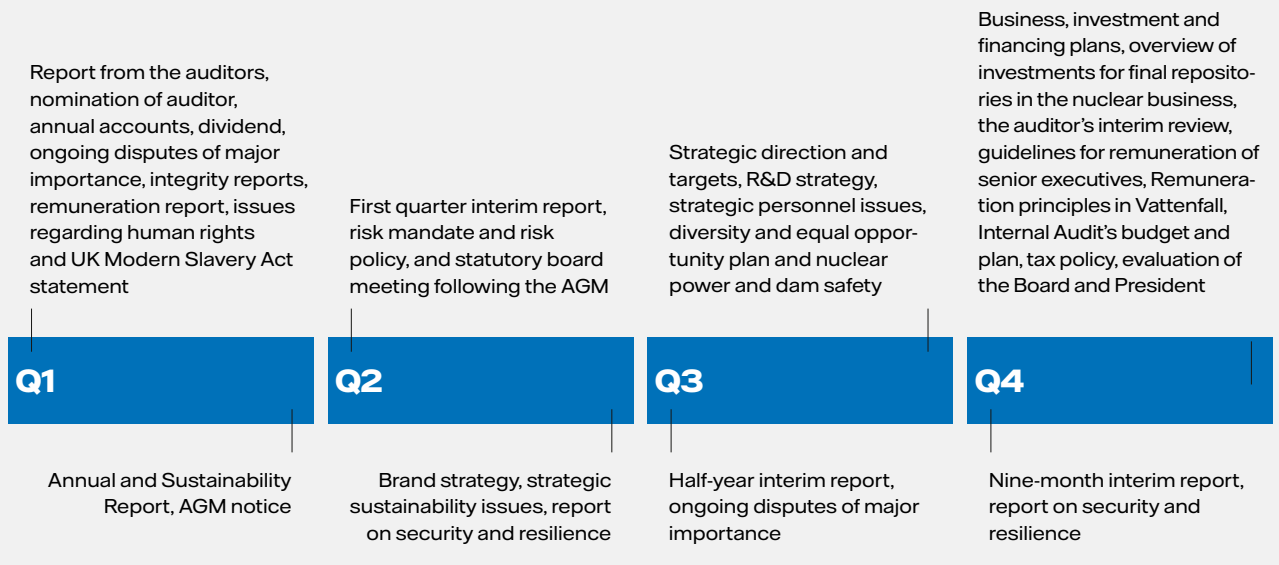 Report from the auditors,
nomination of auditor,
annual accounts, dividend,
ongoing disputes of major
importance, integrity reports,
remuneration report, issues
regarding human rights
and UK Modern Slavery Act
statement
First quarter interim report,
risk mandate and risk
policy, and statutory board
meeting following the AGM
Strategic direction and
targets, R&D strategy,
strategic personnel issues,
diversity and equal oppor-
tunity plan and nuclear
power and dam safety
Business, investment and
financing plans, overview of
investments for final reposito-
ries in the nuclear business,
the auditor's interim review,
guidelines for remuneration of
senior executives, Remunera-
tion principles in Vattenfall,
Internal Audit's budget and
plan, tax policy, evaluation of
the Board and President
Q1
Q2
Q3
Q4
Annual and Sustainability
Report, AGM notice
Brand strategy, strategic
sustainability issues, report
on security and resilience
Half-year interim report,
ongoing disputes of major
importance
Nine-month interim report,
report on security and
resilience